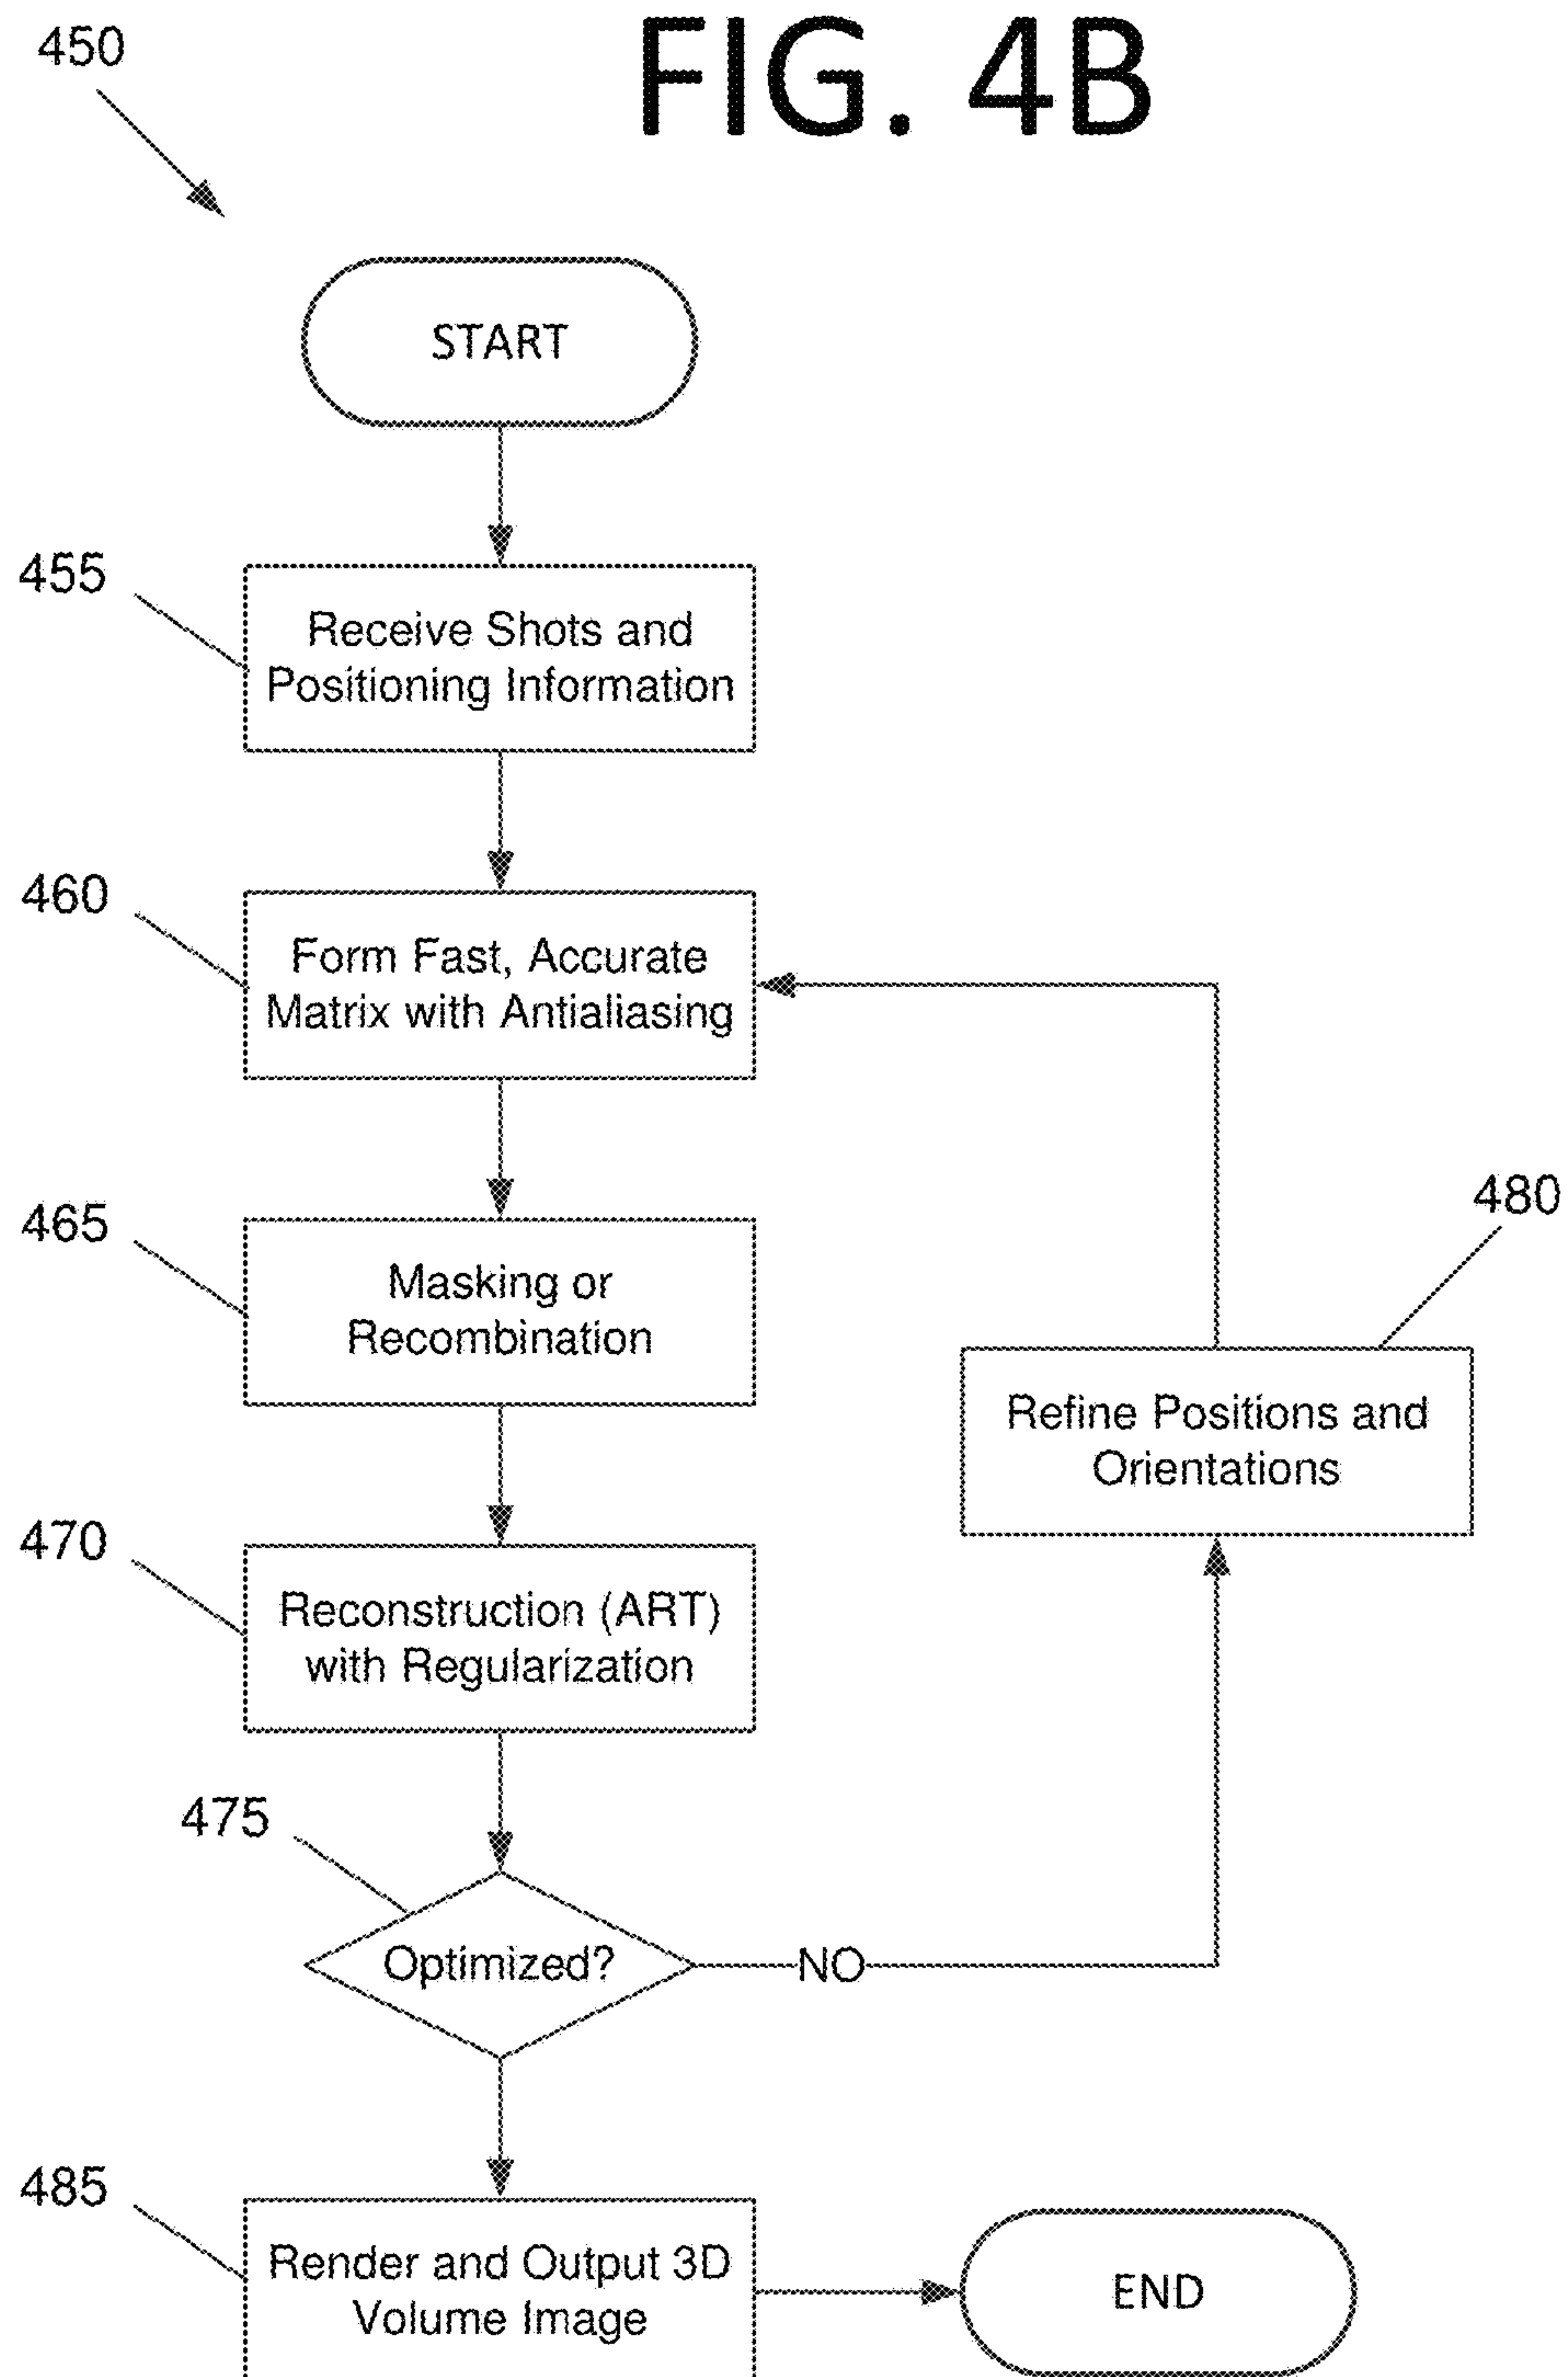 450
FIG. 4B
START
455
Receive Shots and
Positioning Information
460
Form Fast, Accurate
Matrix with Antialiasing
465
Masking or
Recombination
480
Refine Positions and
Orientations
470
Reconstruction (ART)
with Regularization
475
Optimized?
NO
485
Render and Output 3D
Volume Image
END